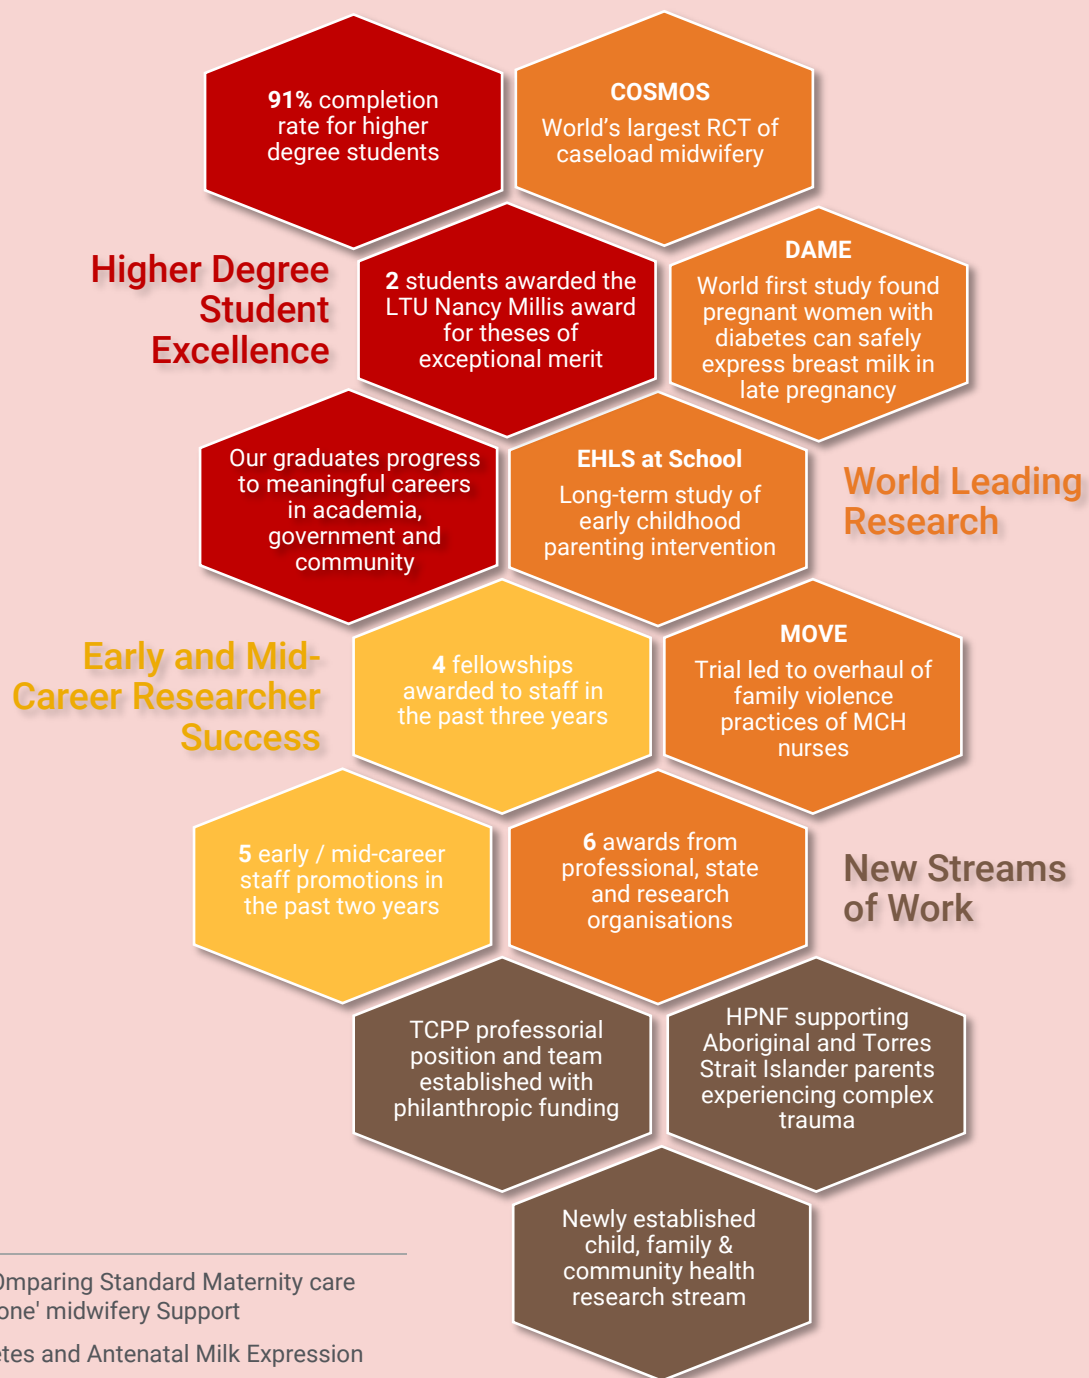 91% completion
rate for higher
degree students
COSMOS
World's largest RCT of
caseload midwifery
Higher Degree
Student
Excellence
2 students awarded the
LTU Nancy Millis award
for theses of
exceptional merit
DAME
World first study found
pregnant women with
diabetes can safely
express breast milk in
late pregnancy
Our graduates progress
to meaningful careers
in academia,
government and
community
EHLS at School
Long-term study of
early childhood
parenting intervention
World Leading
Research
Early and Mid-
Career Researcher
Success
4 fellowships
awarded to staff in
the past three years
MOVE
Trial led to overhaul of
family violence
practices of MCH
nurses
5 early / mid-career
staff promotions in
the past two years
6 awards from
professional, state
and research
organisations
New Streams
of Work
TCPP professorial
position and team
established with
philanthropic funding
HPNF supporting
Aboriginal and Torres
Strait Islander parents
experiencing complex
trauma
Newly established
child, family &
community health
research stream
Omparing Standard Maternity care
one' midwifery Support
etes and Antenatal Milk Expression